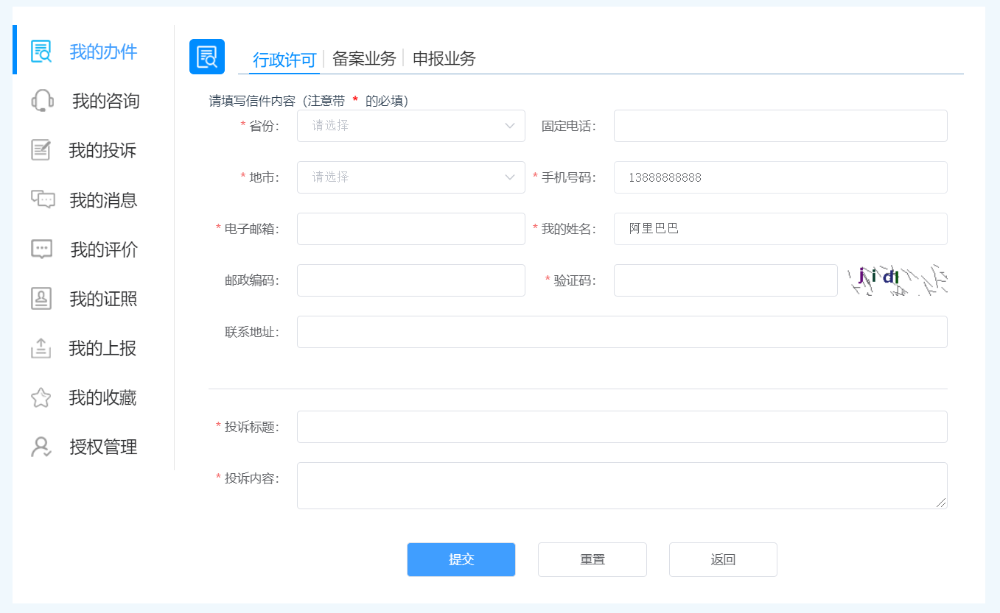 我的办件
我的咨询
我的投诉
我的消息
我的评价
我的证照
我的上报
我的收藏
授权管理
行政许可 备案业务 申报业务
请填写信件内容 (注意带 * 的必填)
* 省份: 请选择 固定电话:
* 地市: 请选择 * 手机号码: 13888888888
* 电子邮箱: * 我的姓名: 阿里巴巴
邮政编码: * 验证码: jidl
联系地址:
* 投诉标题:
* 投诉内容:
提交 重置 返回